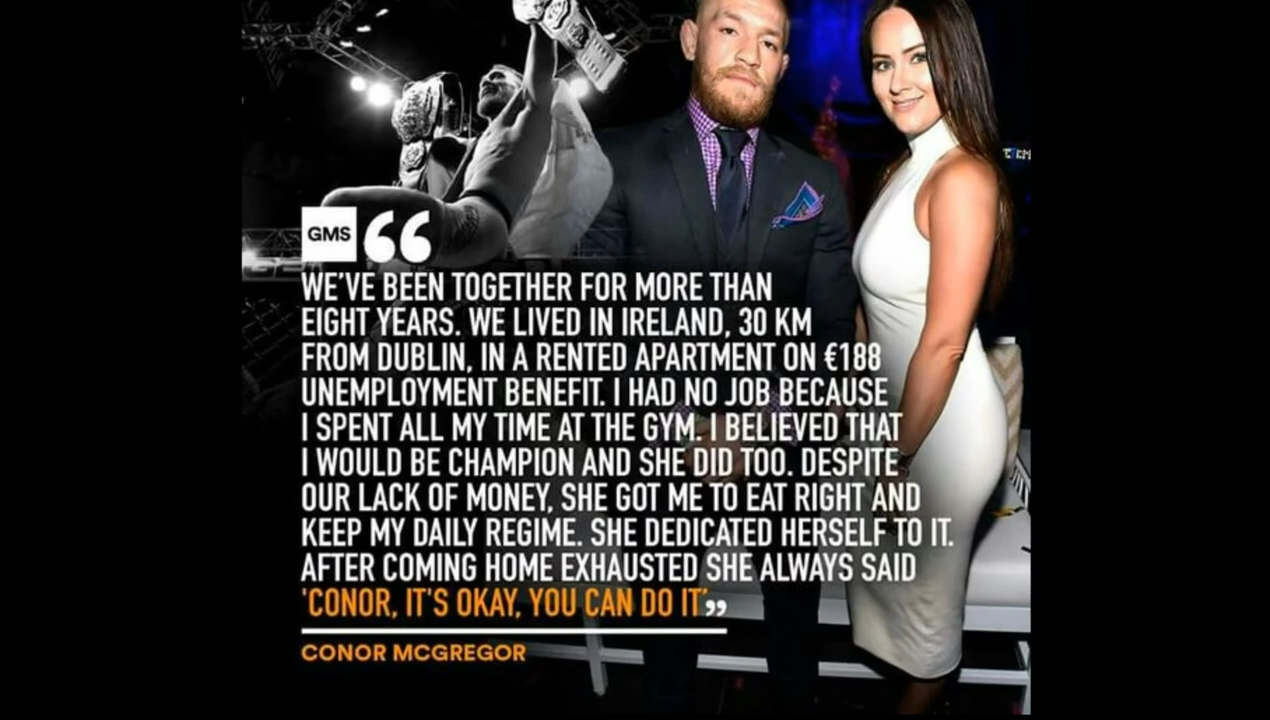 GMS
“
WE'VE BEEN TOGETHER FOR MORE THAN
EIGHT YEARS. WE LIVED IN IRELAND, 30 KM
FROM DUBLIN, IN A RENTED APARTMENT ON €188
UNEMPLOYMENT BENEFIT. I HAD NO JOB BECAUSE
I SPENT ALL MY TIME AT THE GYM. I BELIEVED THAT
I WOULD BE CHAMPION AND SHE DID TOO. DESPITE
OUR LACK OF MONEY, SHE GOT ME TO EAT RIGHT AND
KEEP MY DAILY REGIME. SHE DEDICATED HERSELF TO IT.
AFTER COMING HOME EXHAUSTED SHE ALWAYS SAID
'CONOR, IT'S OKAY, YOU CAN DO IT'”
CONOR MCGREGOR